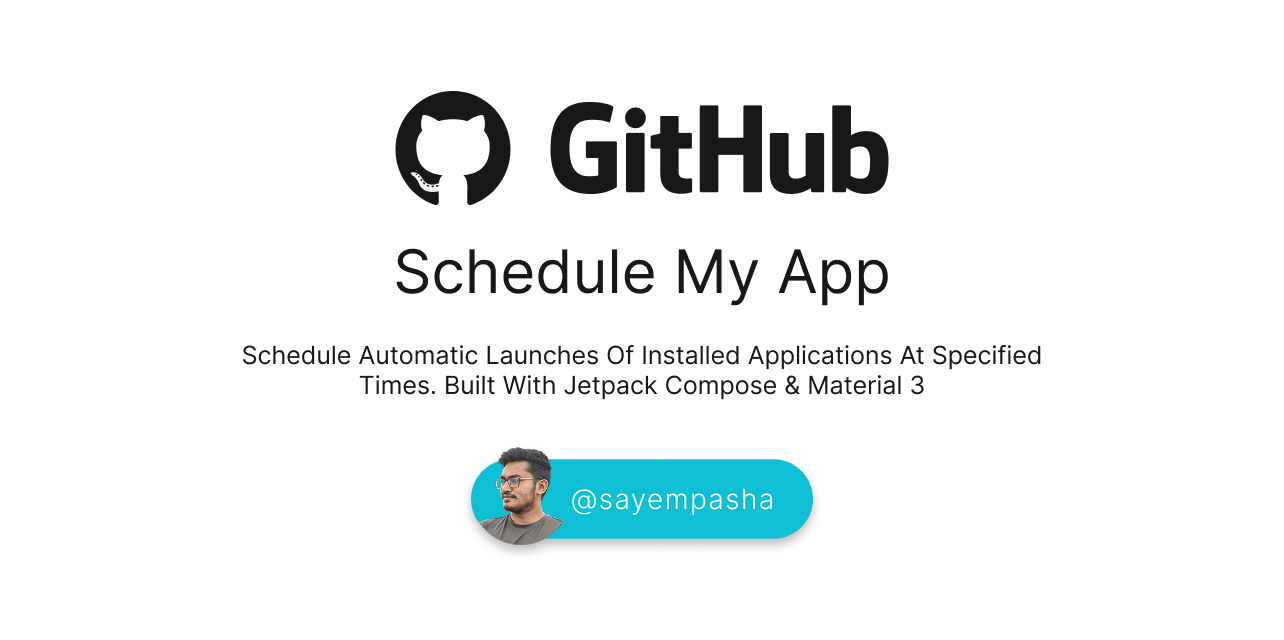 GitHub
Schedule My App
Schedule Automatic Launches Of Installed Applications At Specified
Times. Built With Jetpack Compose & Material 3
@sayempasha